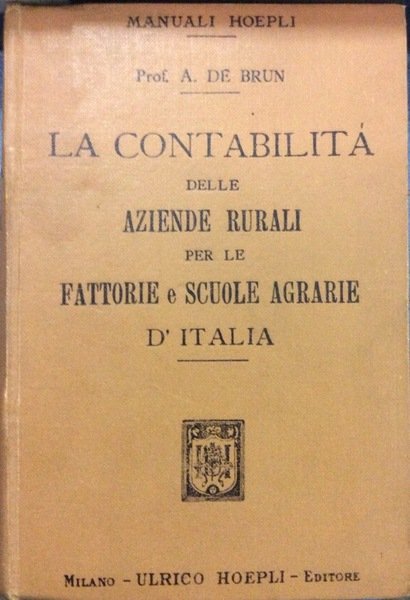 MANUALI HOEPLI
Prof. A. DE BRUN
LA CONTABILITÁ
DELLE
AZIENDE RURALI
PER LE
FATTORIE e SCUOLE AGRARIE
D' ITALIA
MILANO – ULRICO HOEPLI – EDITORE